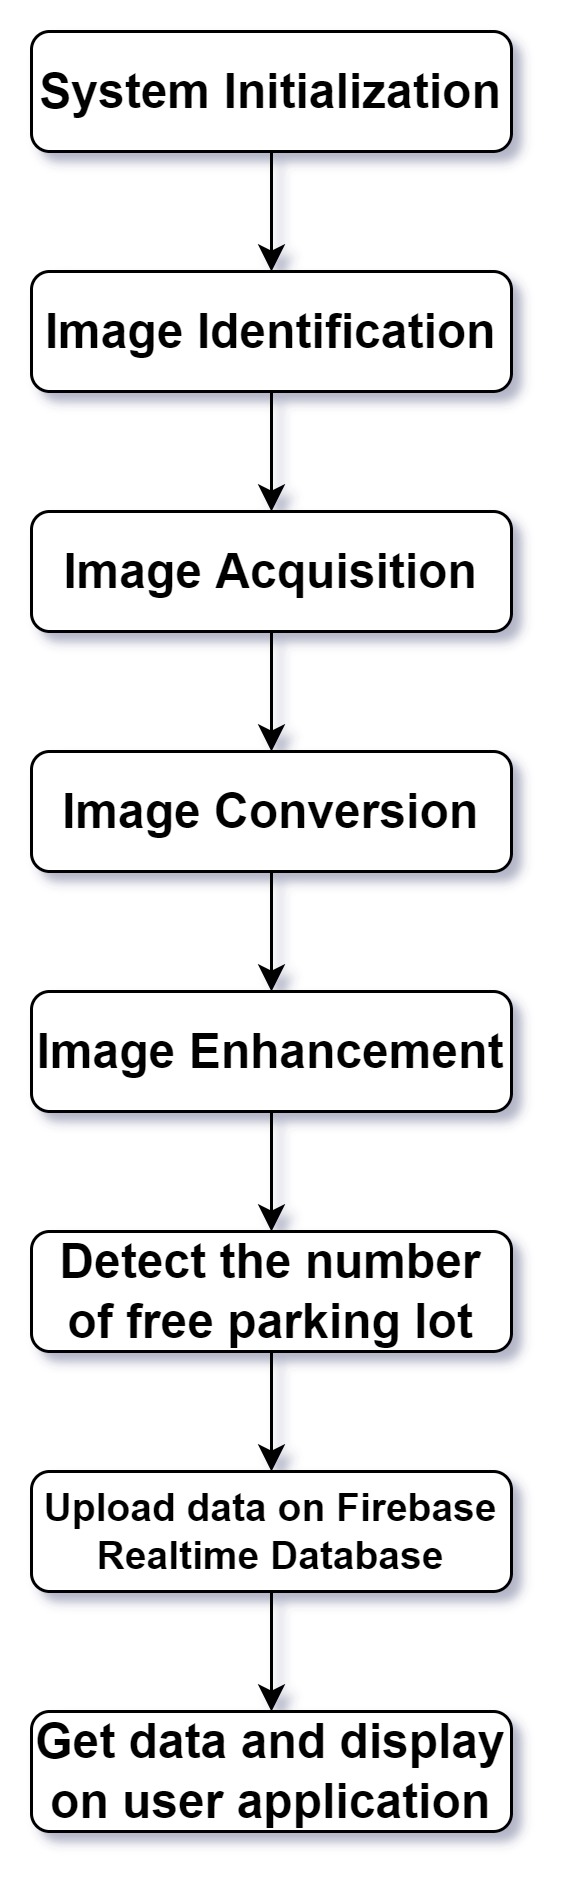 System Initialization
Image Identification
Image Acquisition
Image Conversion
Image Enhancement
Detect the number
of free parking lot
Upload data on Firebase
Realtime Database
Get data and display
on user application